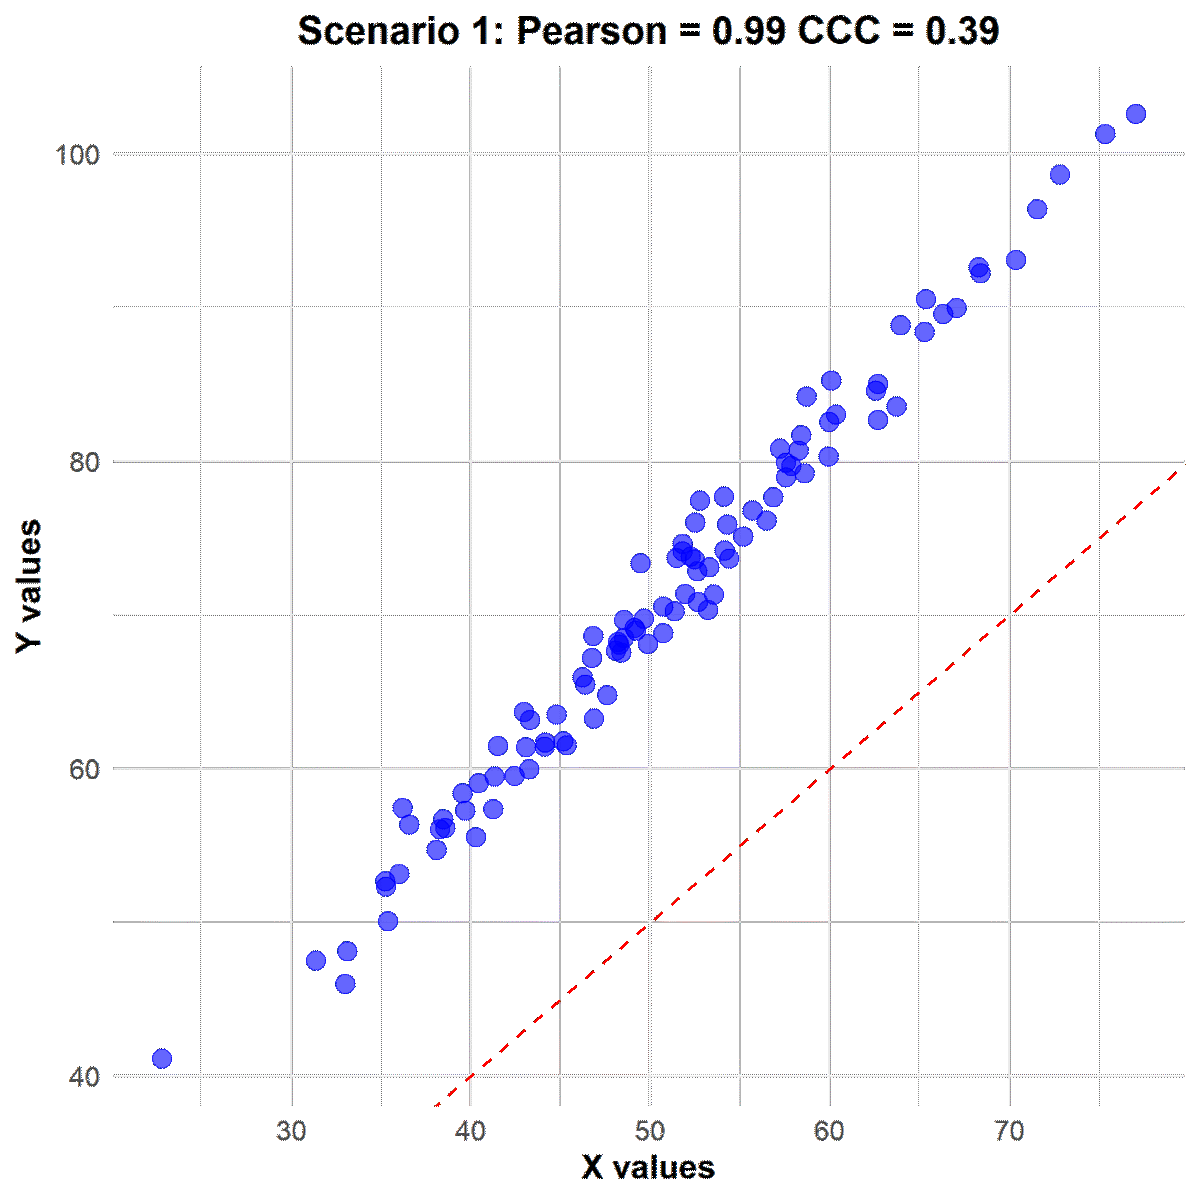 Scenario 1: Pearson = 0.99 CCC = 0.39
100
80
60
40
Y values
30 40 50 60 70
X values